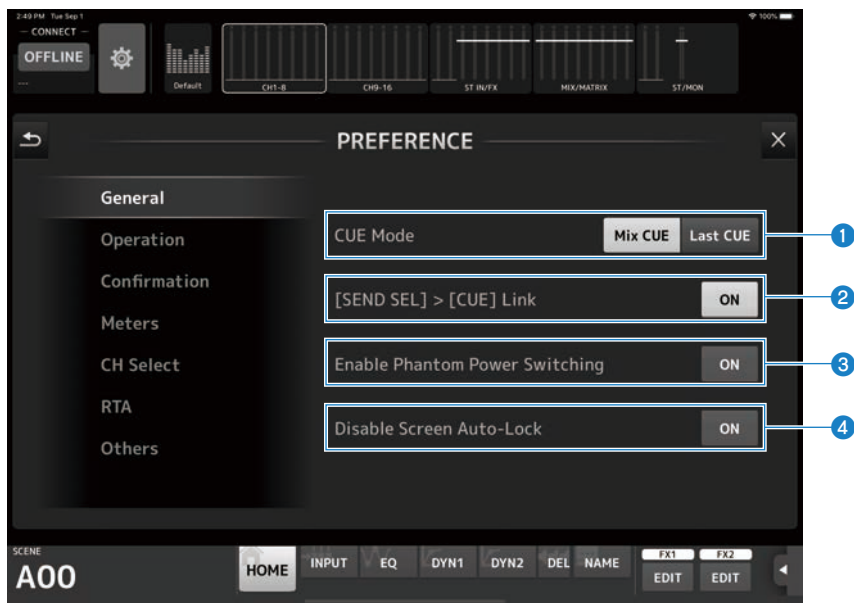 2:49 PM Tue Sep 1
100%
CONNECT
OFFLINE
---
Default
CH1-8
CH9-16
ST IN/FX
MIX/MATRIX
ST/MON
PREFERENCE
General
Operation
Confirmation
Meters
CH Select
RTA
Others
CUE Mode
Mix CUE
Last CUE
1
[SEND SEL] > [CUE] Link
ON
2
Enable Phantom Power Switching
ON
3
Disable Screen Auto-Lock
ON
4
SCENE
A00
HOME
INPUT
EQ
DYN1
DYN2
DEL
NAME
FX1
EDIT
FX2
EDIT